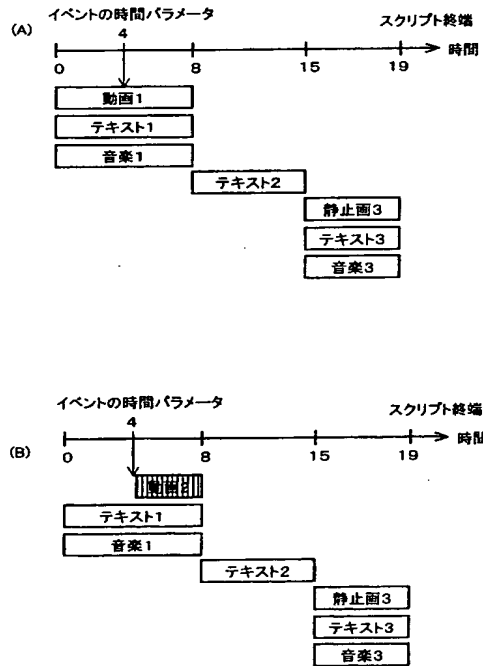 イベントの時間パラメータ
スクリプト終端
(A)
4
時間
0 8 15 19
動画1
テキスト1
音楽1
テキスト2
静止画3
テキスト3
音楽3
イベントの時間パラメータ
スクリプト終端
(B)
4
時間
0 8 15 19
動画2
テキスト1
音楽1
テキスト2
静止画3
テキスト3
音楽3